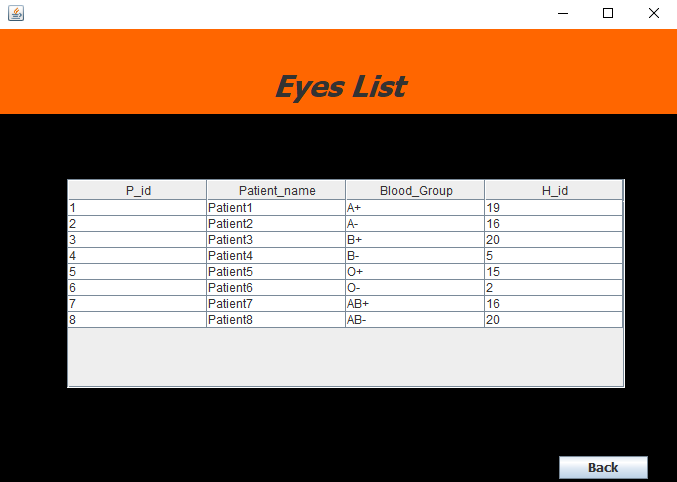 Eyes List
P_id Patient_name Blood_Group H_id
1 Patient1 A+ 19
2 Patient2 A- 16
3 Patient3 B+ 20
4 Patient4 B- 5
5 Patient5 O+ 15
6 Patient6 O- 2
7 Patient7 AB+ 16
8 Patient8 AB- 20
Back